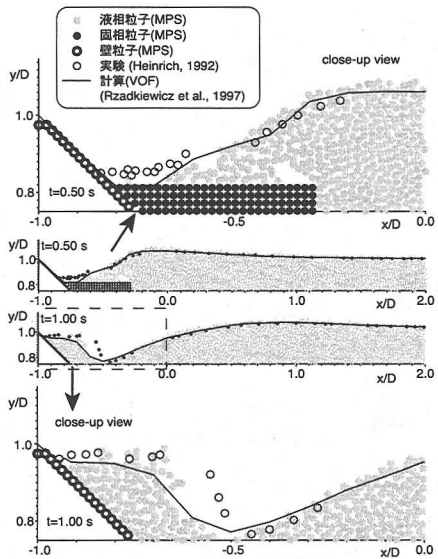 液相粒子(MPS)
固相粒子(MPS)
壁粒子(MPS)
実験 (Heinrich, 1992)
計算(VOF)
(Rzadkiewicz et al., 1997)
close-up view
y/D
1.0
0.8
t=0.50 s
-1.0 -0.5 0.0
x/D
t=0.50 s
1.0
0.8
-1.0 0.0 1.0 2.0
x/D
t=1.00 s
1.0
0.8
-1.0 0.0 1.0 2.0
x/D
y/D
close-up view
1.0
0.8
t=1.00 s
-1.0 -0.5 0.0
x/D